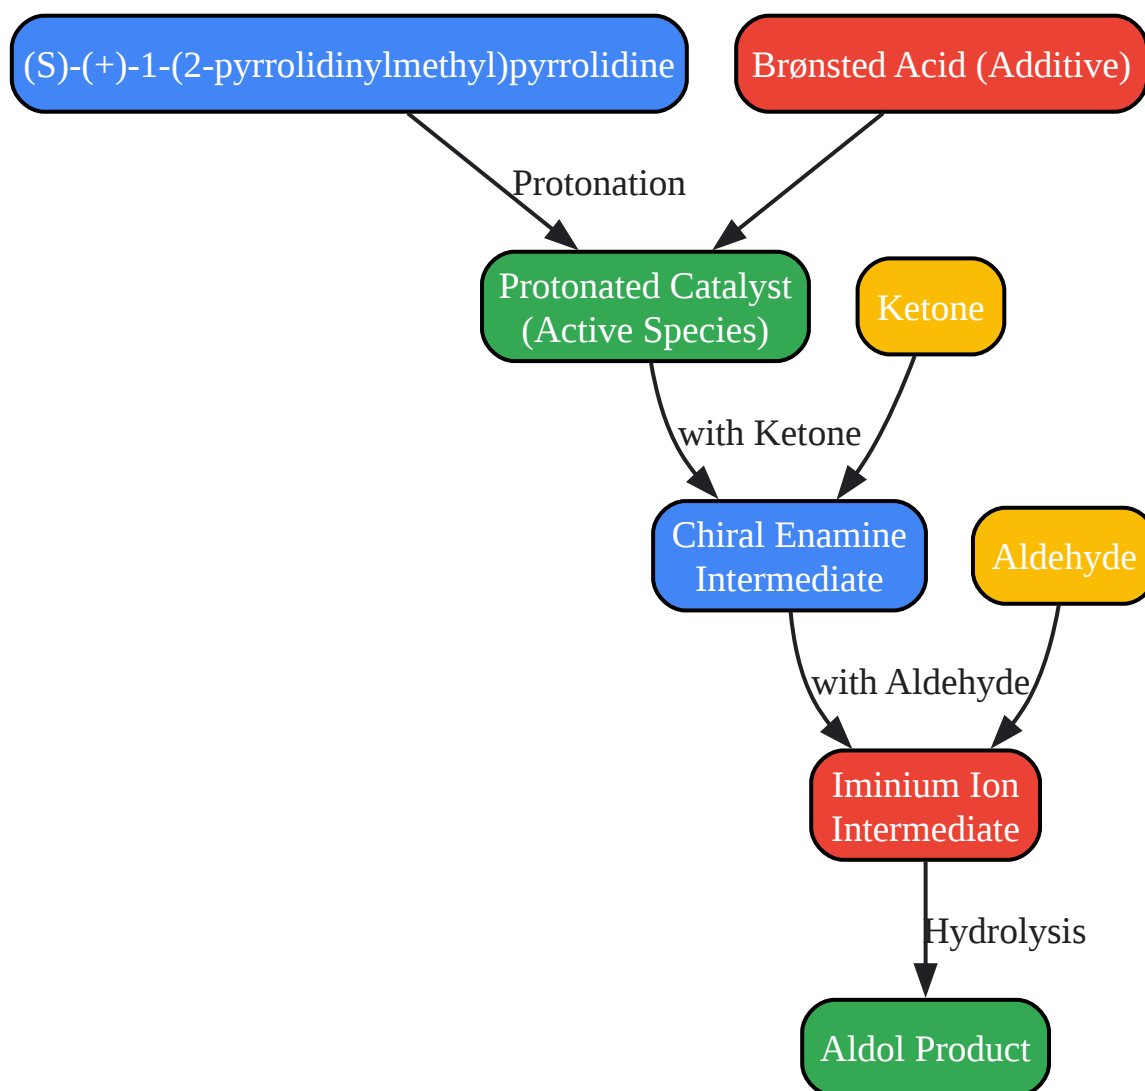 (S)-(+)-1-(2-pyrrolidinylmethyl)pyrrolidine
Brønsted Acid (Additive)
Protonation
Protonated Catalyst
(Active Species)
Ketone
with Ketone
Chiral Enamine
Intermediate
Aldehyde
with Aldehyde
Iminium Ion
Intermediate
Hydrolysis
Aldol Product